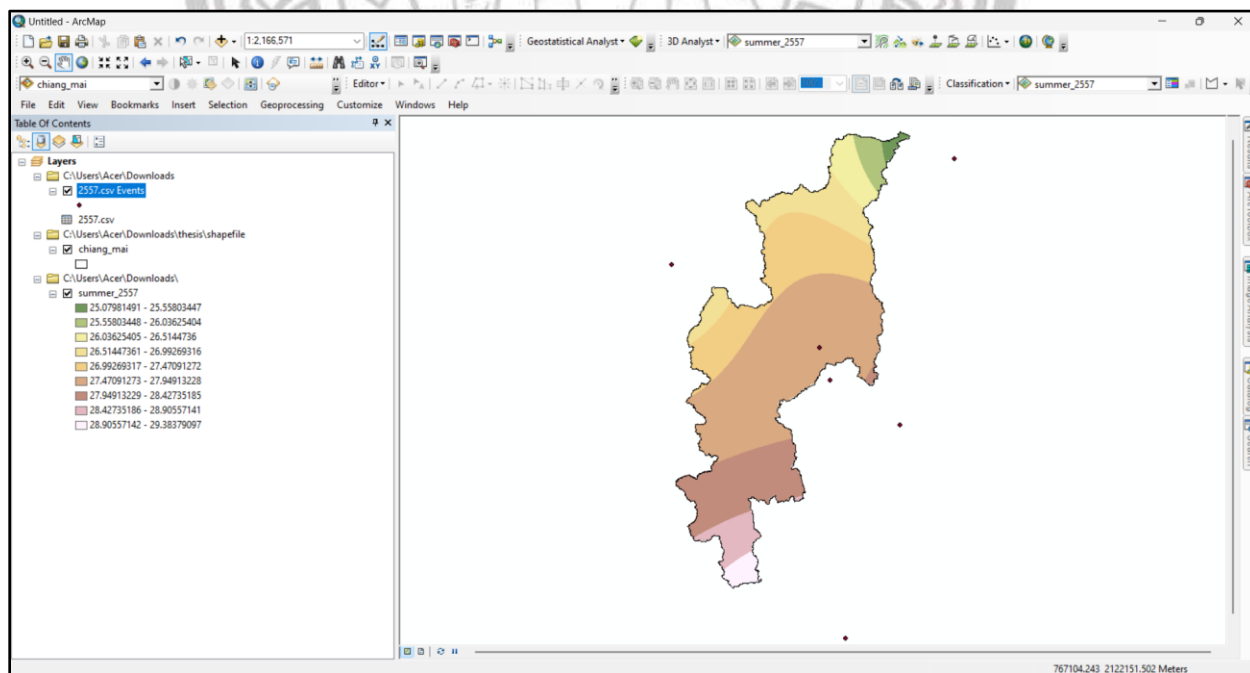 Untitled - ArcMap
1:2,166,571
Geostatistical Analyst
3D Analyst
summer_2557
chiang_mai
Editor
Classification
summer_2557
File Edit View Bookmarks Insert Selection Geoprocessing Customize Windows Help
Table Of Contents
Layers
C:\Users\Acer\Downloads
2557.csv Events
2557.csv
C:\Users\Acer\Downloads\thesis\shapefile
chiang_mai
C:\Users\Acer\Downloads\
summer_2557
25.07981491 - 25.55803447
25.55803448 - 26.03625404
26.03625405 - 26.5144736
26.51447361 - 26.99269316
26.99269317 - 27.47091272
27.47091273 - 27.94913228
27.94913229 - 28.42735185
28.42735186 - 28.90557141
28.90557142 - 29.38379097
767104.243 2122151.502 Meters